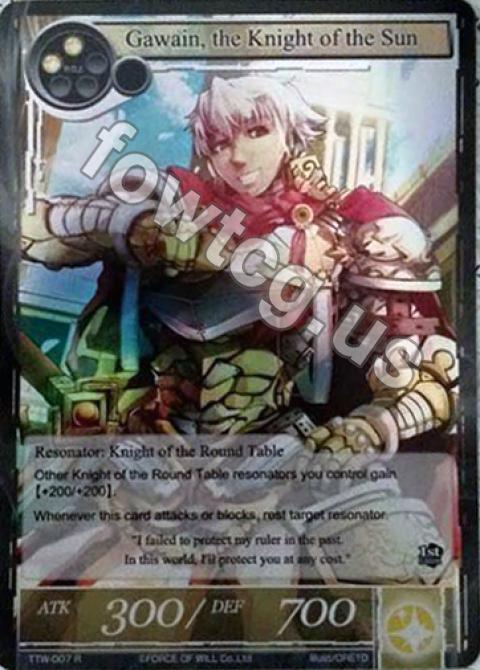 Gawain, the Knight of the Sun
fowtcg.us
Resonator: Knight of the Round Table
Other Knight of the Round Table resonators you control gain
[+200/+200].
Whenever this card attacks or blocks, rest target resonator.
"I failed to protect my ruler in the past.
In this world, I'll protect you at any cost."
1st
ATK 300/ DEF 700
TTW-007 R ©FORCE OF WILL Co.,Ltd.